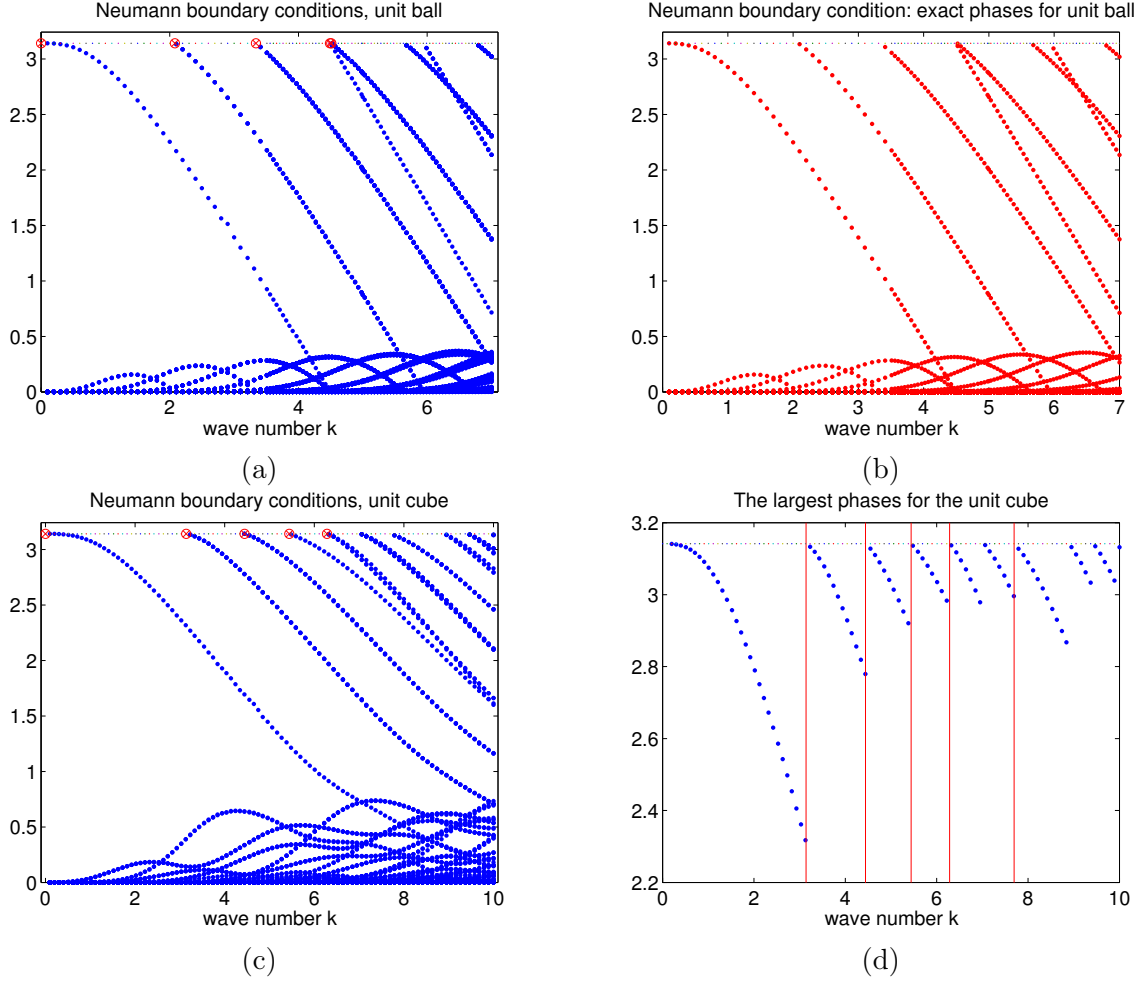 Neumann boundary conditions, unit ball
3
2.5
2
1.5
1
0.5
0
0 2 4 6
wave number k
(a)
Neumann boundary condition: exact phases for unit ball
3
2.5
2
1.5
1
0.5
0
0 1 2 3 4 5 6 7
wave number k
(b)
Neumann boundary conditions, unit cube
3
2.5
2
1.5
1
0.5
0
0 2 4 6 8 10
wave number k
(c)
The largest phases for the unit cube
3.2
3
2.8
2.6
2.4
2.2
0 2 4 6 8 10
wave number k
(d)